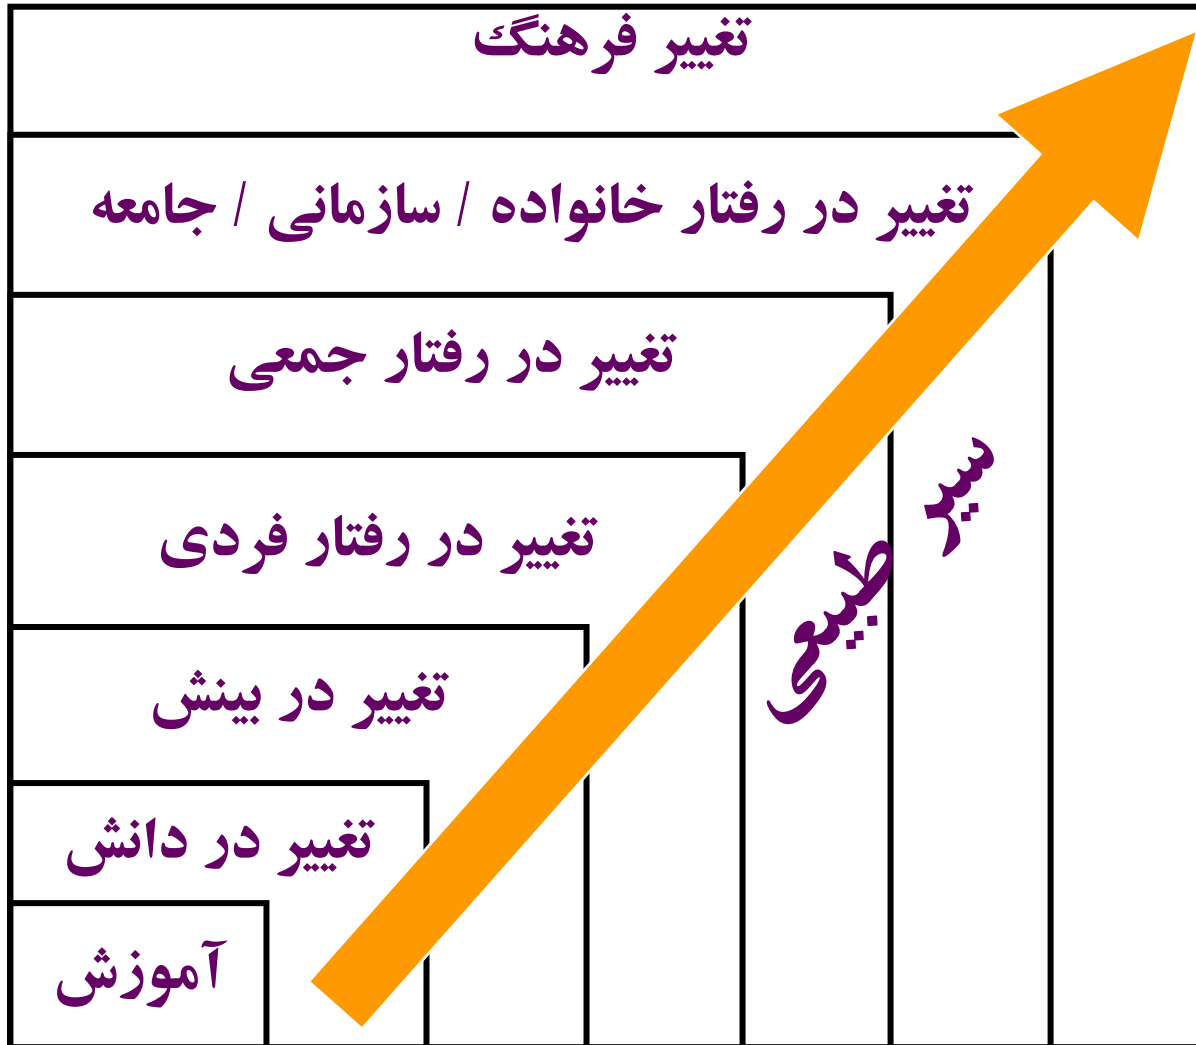 تغییر فرهنگ
تغییر در رفتار خانواده / سازمانی / جامعه
تغییر در رفتار جمعی
تغییر در رفتار فردی
تغییر در بینش
تغییر در دانش
آموزش
سیر طبیعی